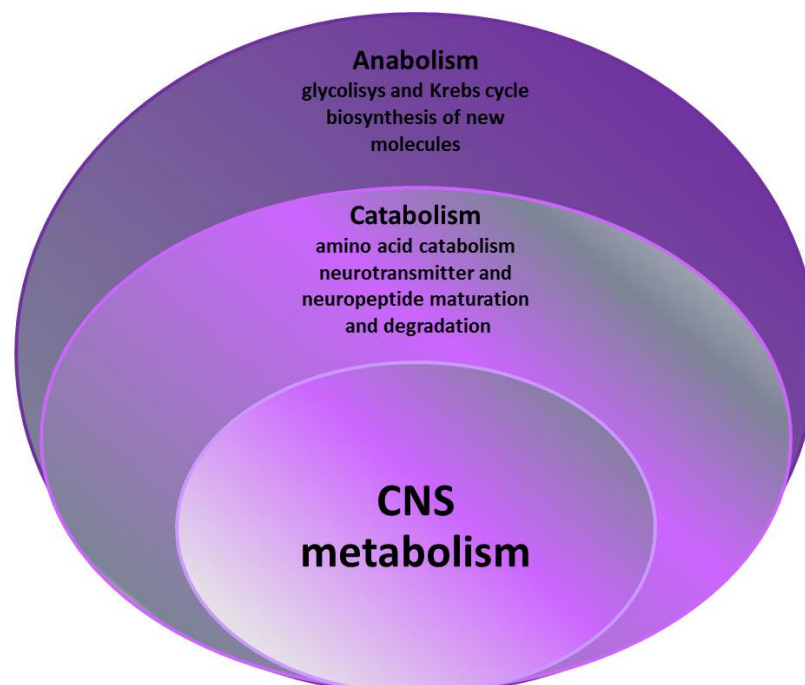 Anabolism
glycolisys and Krebs cycle
biosynthesis of new
molecules
Catabolism
amino acid catabolism
neurotransmitter and
neuropeptide maturation
and degradation
CNS
metabolism